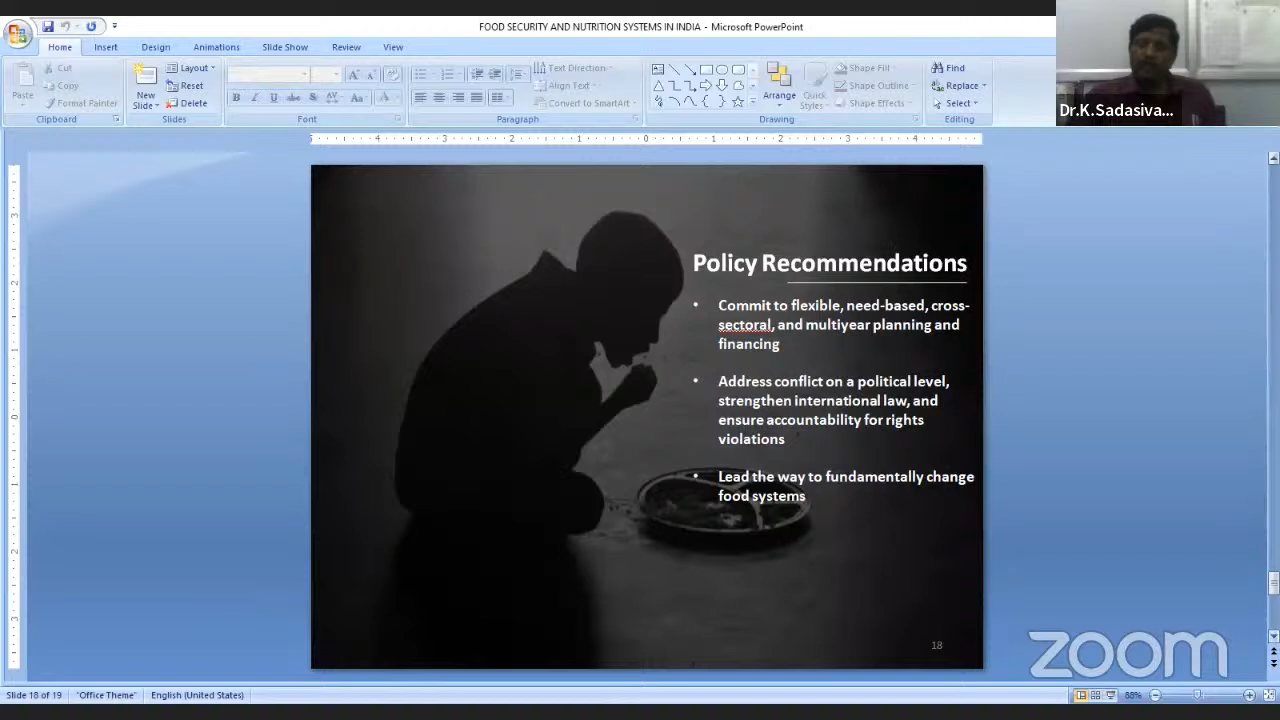 FOOD SECURITY AND NUTRITION SYSTEMS IN INDIA - Microsoft PowerPoint
Home Insert Design Animations Slide Show Review View
Paste
Cut
Copy
Format Painter
Clipboard
New
Slide
Layout
Reset
Delete
Slides
Font
Text Direction
Align Text
Convert to SmartArt
Paragraph
Arrange
Quick
Styles
Shape Fill
Shape Outline
Shape Effects
Drawing
Find
Replace
Select
Editing
Dr.K.Sadasiva...
Policy Recommendations
• Commit to flexible, need-based, cross-
sectoral, and multiyear planning and
financing
• Address conflict on a political level,
strengthen international law, and
ensure accountability for rights
violations
• Lead the way to fundamentally change
food systems
18
zoom
Slide 18 of 19 "Office Theme" English (United States) 88%